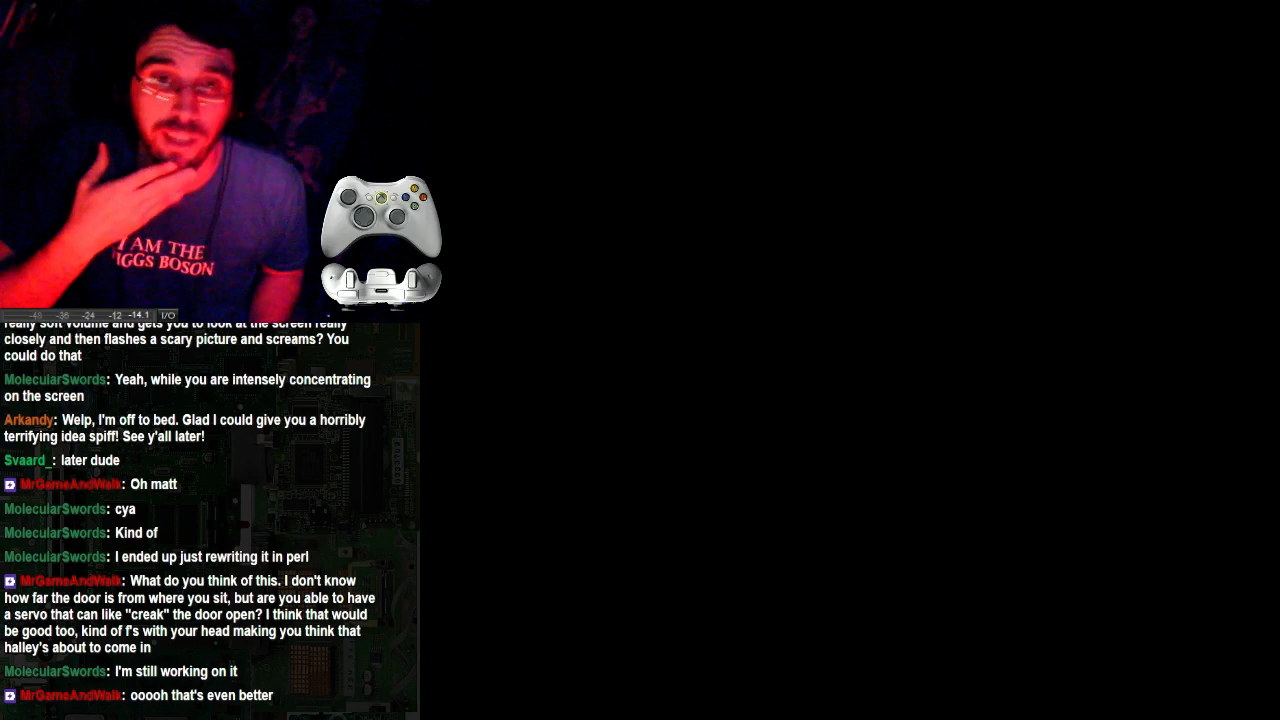 I AM THE
IGGS BOSON
-48 -36 -24 -12 -14.1 I/O
really soft volume and gets you to look at the screen really
closely and then flashes a scary picture and screams? You
could do that
MolecularSwords: Yeah, while you are intensely concentrating
on the screen
Arkandy: Welp, I'm off to bed. Glad I could give you a horribly
terrifying idea spiff! See y'all later!
Svaard_: later dude
MrGameAndWalk: Oh matt
MolecularSwords: cya
MolecularSwords: Kind of
MolecularSwords: I ended up just rewriting it in perl
MrGameAndWalk: What do you think of this. I don't know
how far the door is from where you sit, but are you able to have
a servo that can like "creak" the door open? I think that would
be good too, kind of f's with your head making you think that
halley's about to come in
MolecularSwords: I'm still working on it
MrGameAndWalk: ooooh that's even better